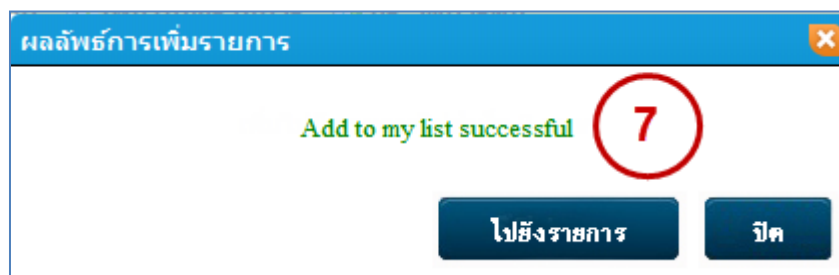 ผลลัพธ์การเพิ่มรายการ
Add to my list successful 7
ไปยังรายการ ปิด